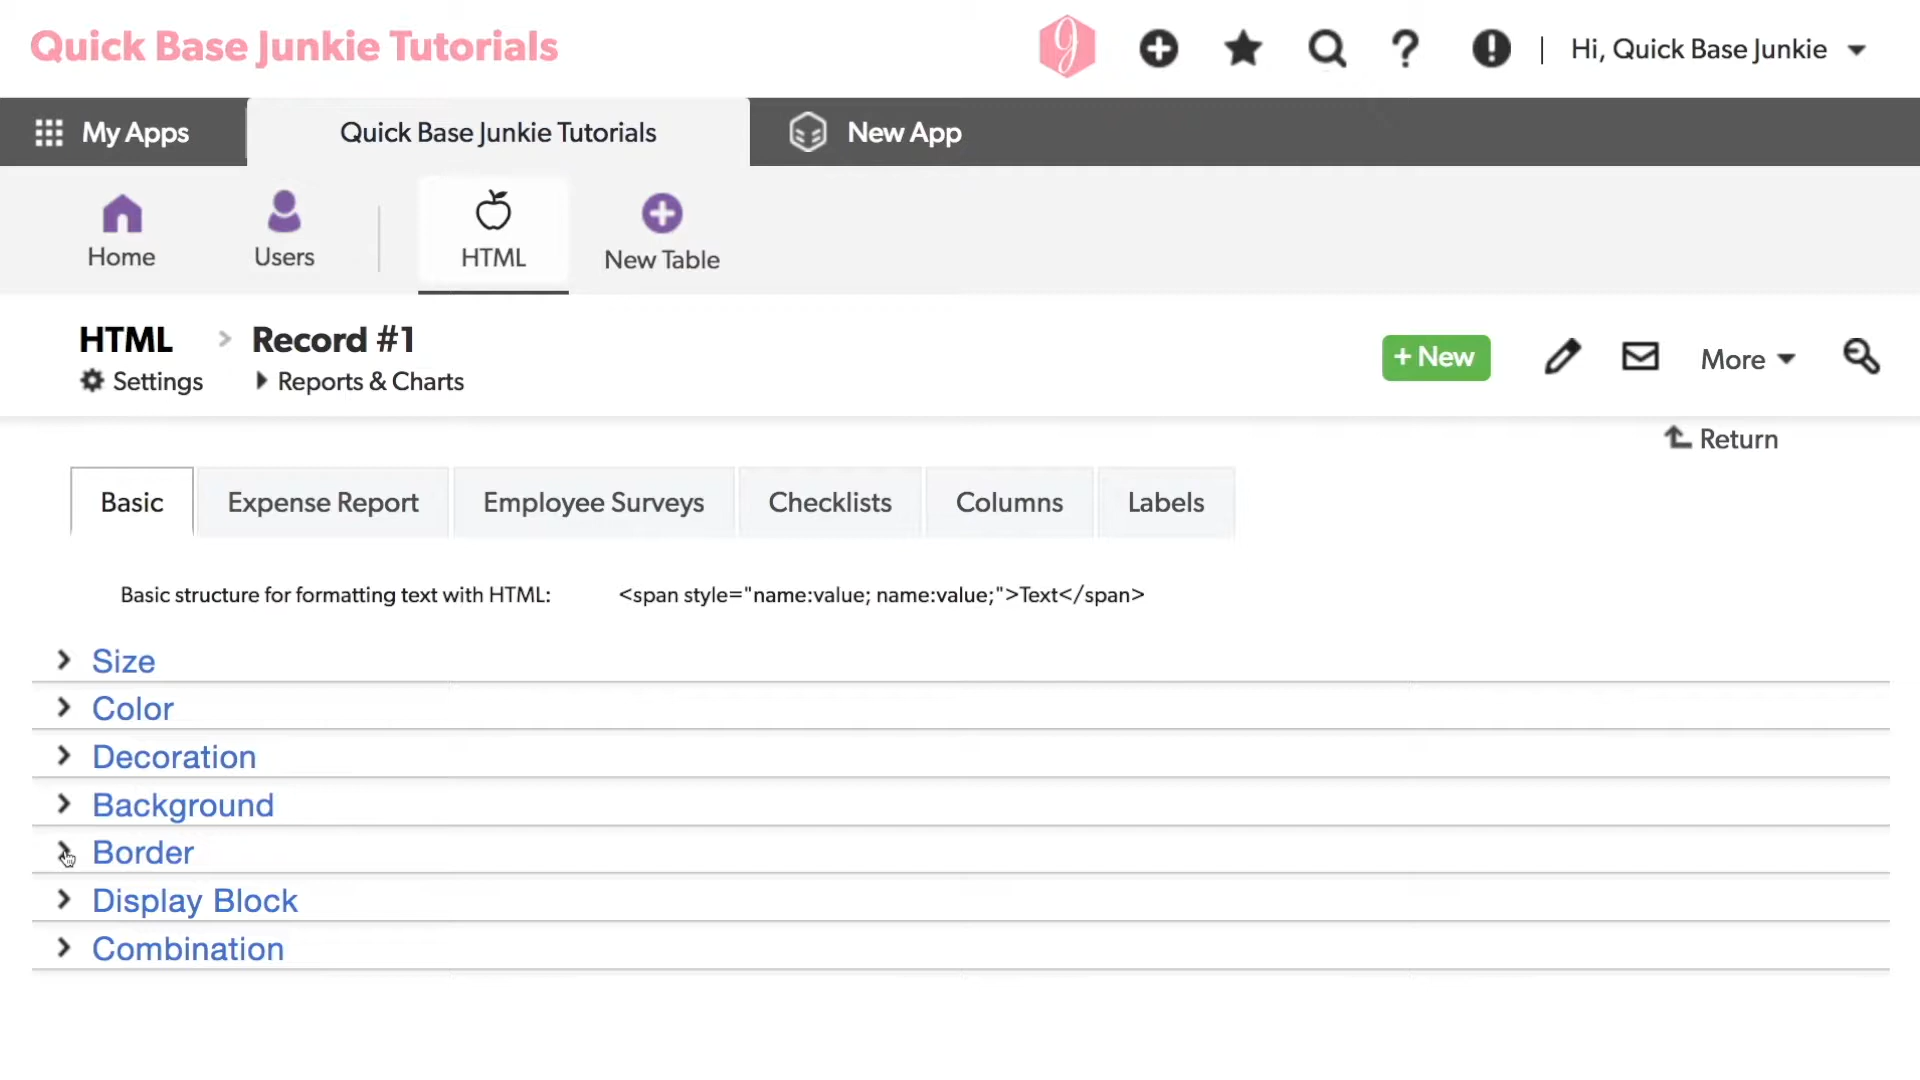 Quick Base Junkie Tutorials
Hi, Quick Base Junkie
My Apps
Quick Base Junkie Tutorials
New App
Home
Users
HTML
New Table
HTML > Record #1
Settings
Reports & Charts
+ New
More
Return
Basic
Expense Report
Employee Surveys
Checklists
Columns
Labels
Basic structure for formatting text with HTML: <span style="name:value; name:value;">Text</span>
Size
Color
Decoration
Background
Border
Display Block
Combination